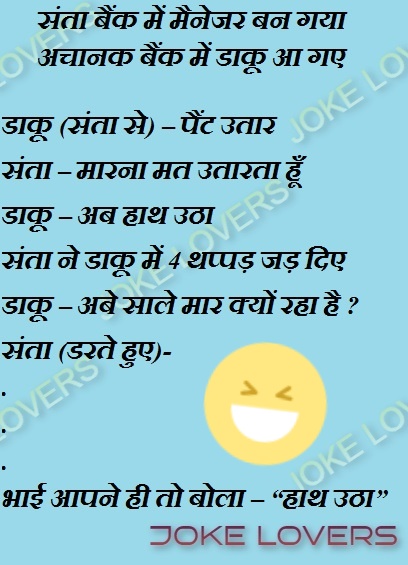 संता बैंक में मैनेजर बन गया
अचानक बैंक में डाकू आ गए
डाकू (संता से) – पैंट उतार
संता – मारना मत उतारता हूँ
डाकू – अब हाथ उठा
संता ने डाकू में 4 थप्पड़ जड़ दिए
डाकू – अबे साले मार क्यों रहा है ?
संता (डरते हुए)-
.
.
.
भाई आपने ही तो बोला – “हाथ उठा”
JOKE LOVERS